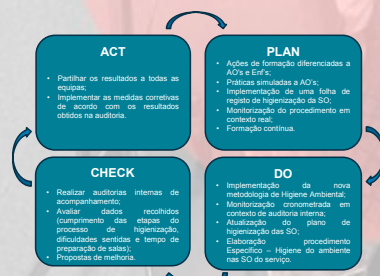 ACT
• Partilhar os resultados a todas as
equipas;
• Implementar as medidas corretivas
de acordo com os resultados
obtidos na auditoria.
PLAN
• Ações de formação diferenciadas a
AO's e Enf's;
• Práticas simuladas a AO's;
• Implementação de uma folha de
registo de higienização da SO;
• Monitorização do procedimento em
contexto real;
• Formação contínua.
CHECK
• Realizar auditorias internas de
acompanhamento;
• Avaliar dados recolhidos
(cumprimento das etapas do
processo de higienização,
dificuldades sentidas e tempo de
preparação de salas);
• Propostas de melhoria.
DO
• Implementação da nova
metodologia de Higiene Ambiental;
• Monitorização cronometrada em
contexto de auditoria interna;
• Atualização do plano de
higienização das SO;
• Elaboração procedimento
Específico – Higiene do ambiente
nas SO do serviço.